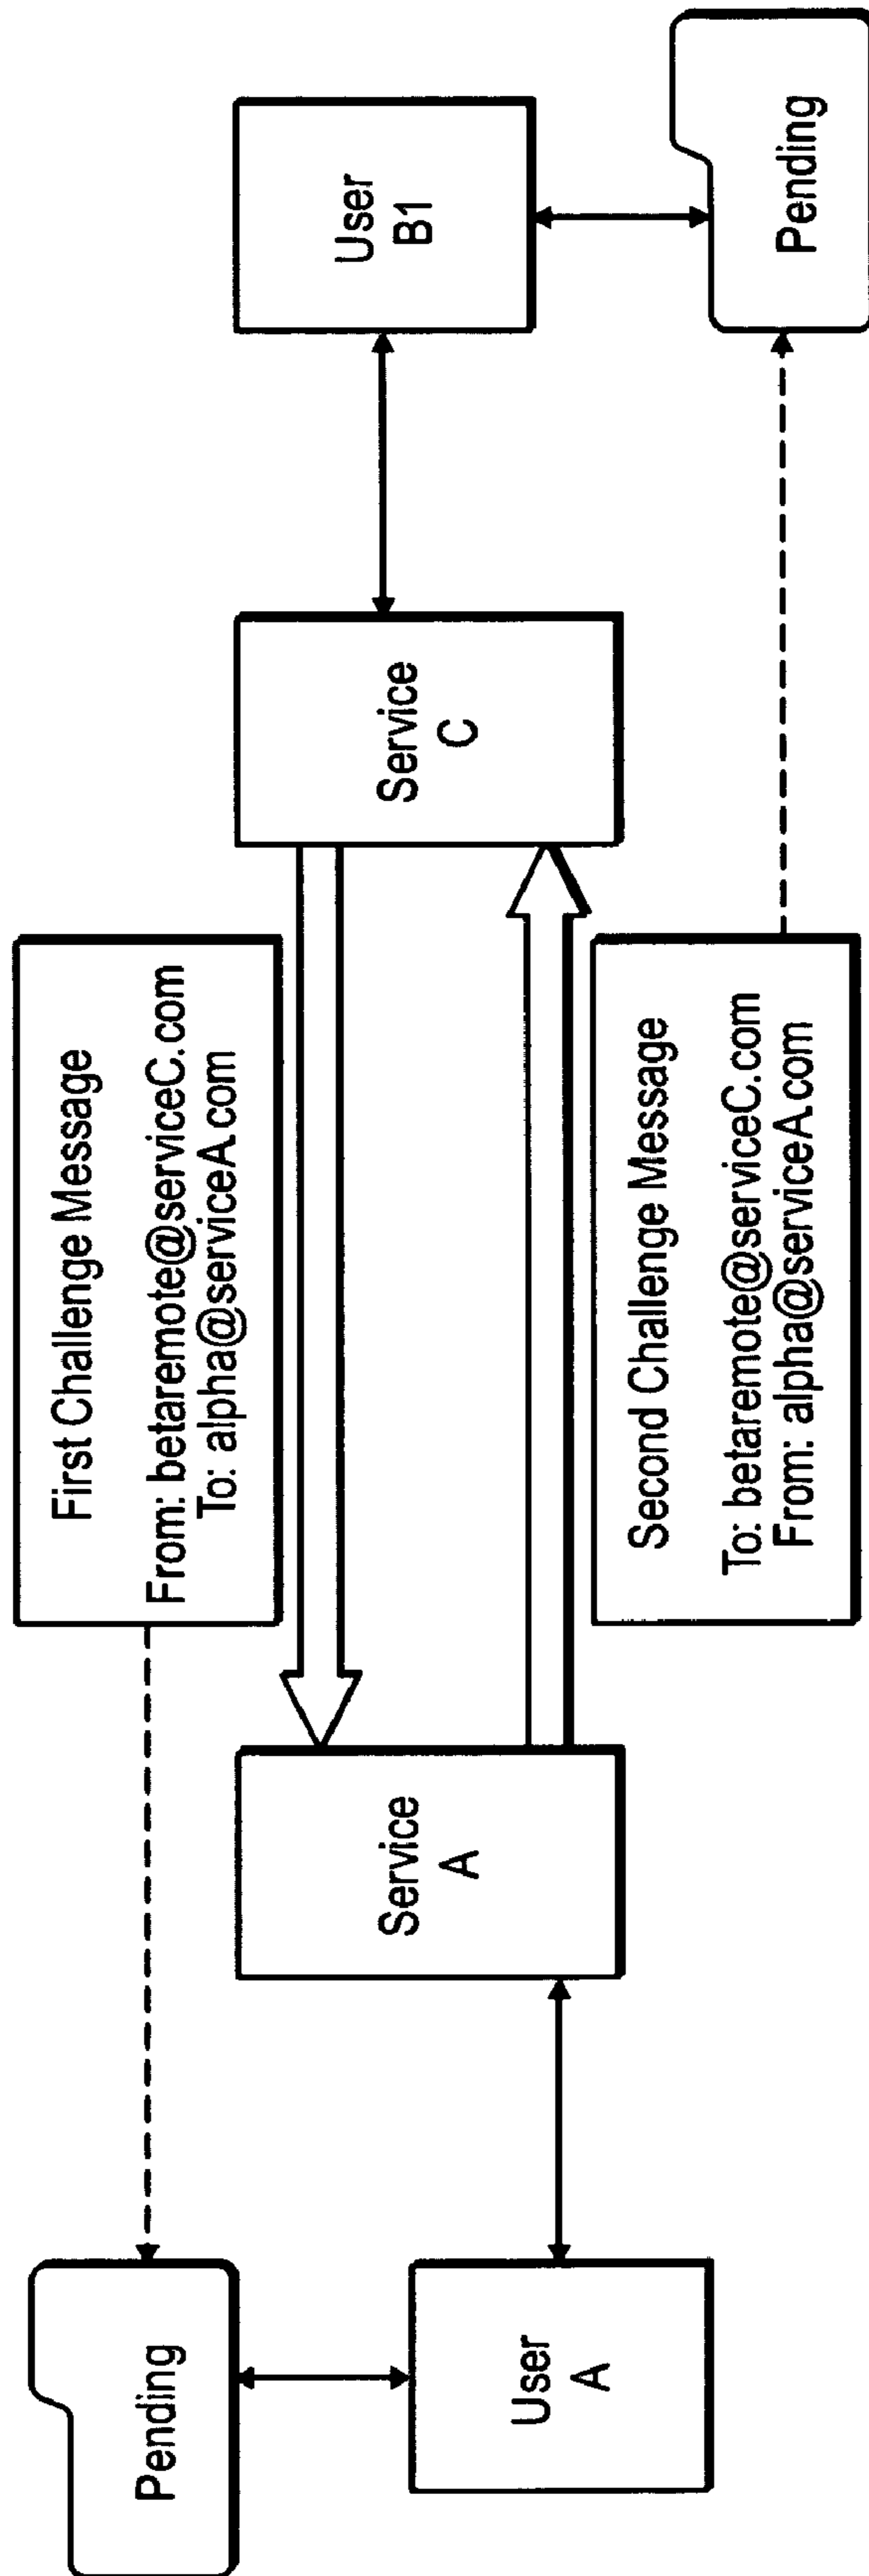 Pending
User
A
Service
A
First Challenge Message
From: betaremote@serviceC.com
To: alpha@serviceA.com
Second Challenge Message
To: betaremote@serviceC.com
From: alpha@serviceA.com
Service
C
User
B1
Pending